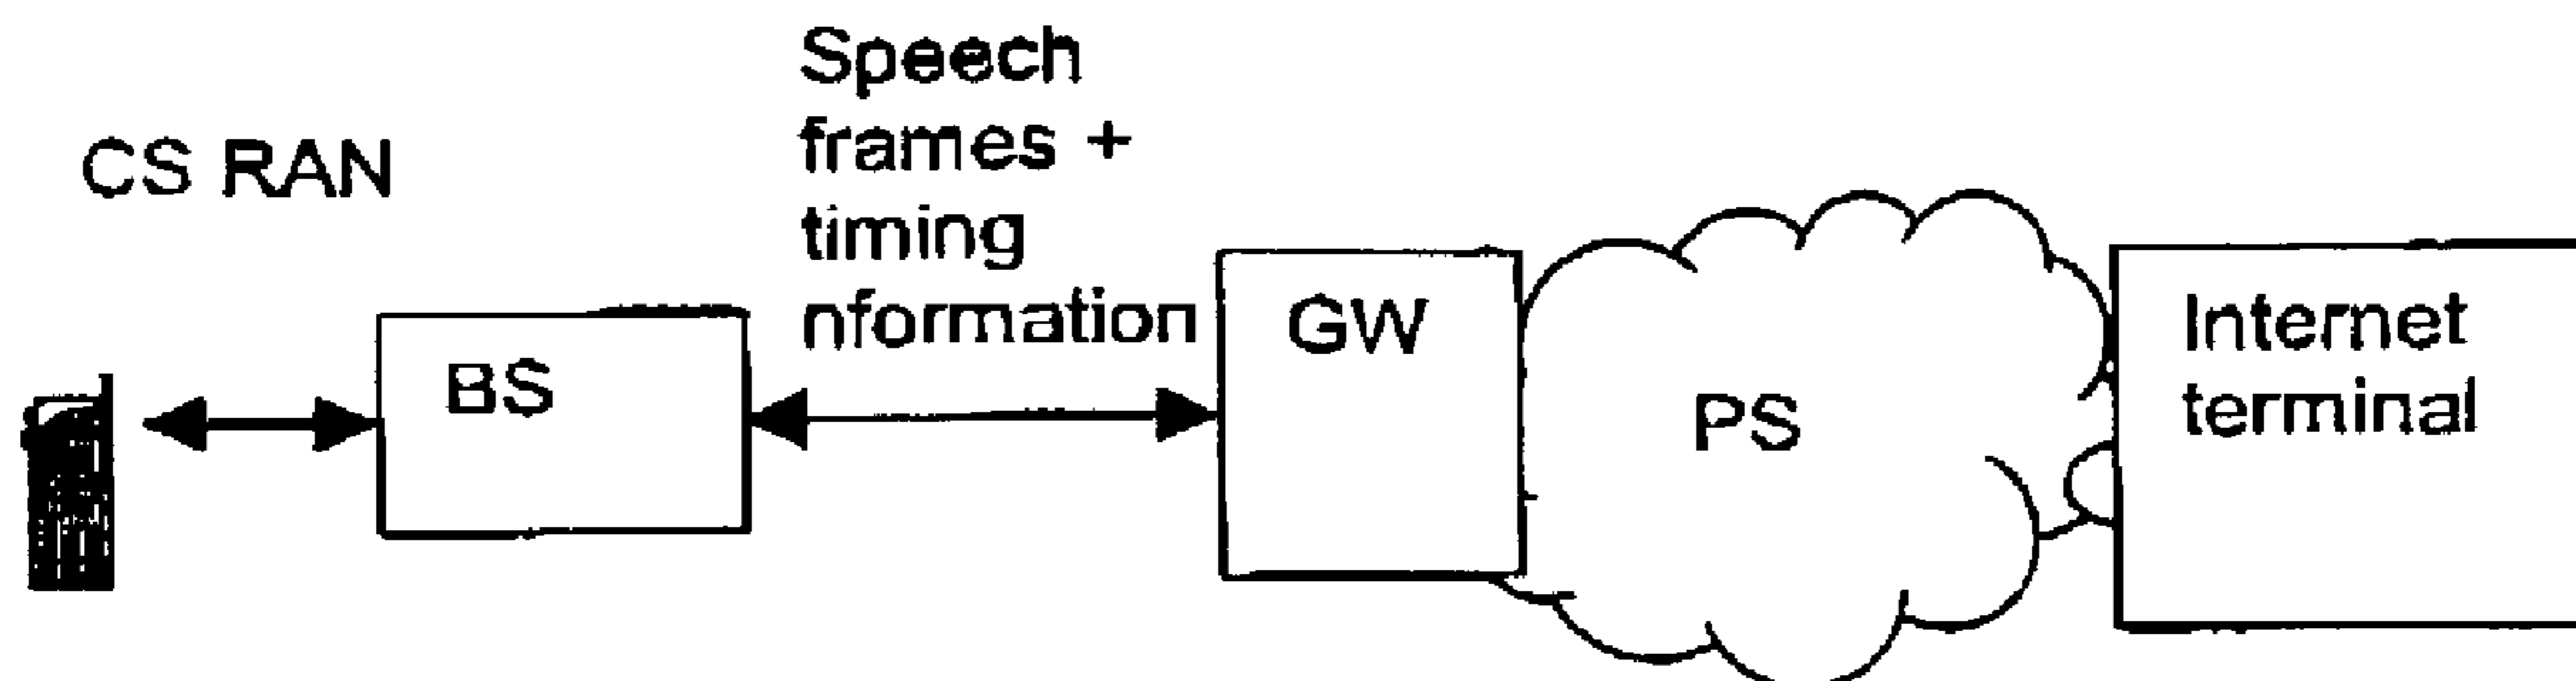 CS RAN
Speech
frames +
timing
nformation
BS
GW
PS
Internet
terminal